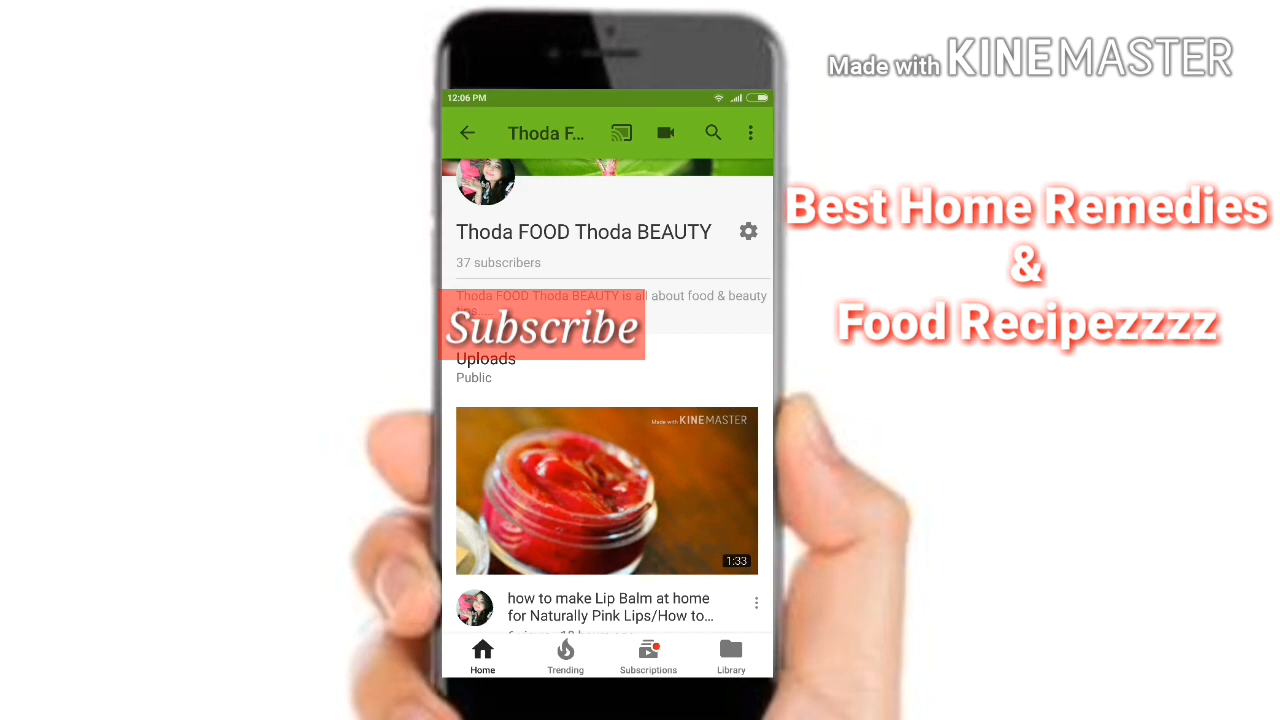 Made with KINEMASTER
12:06 PM
Thoda F...
Thoda FOOD Thoda BEAUTY
37 subscribers
Thoda FOOD Thoda BEAUTY is all about food & beauty
Subscribe
Uploads
Public
Made with KINEMASTER
1:33
how to make Lip Balm at home
for Naturally Pink Lips/How to...
Home Trending Subscriptions Library
Best Home Remedies
&
Food Recipezzzz